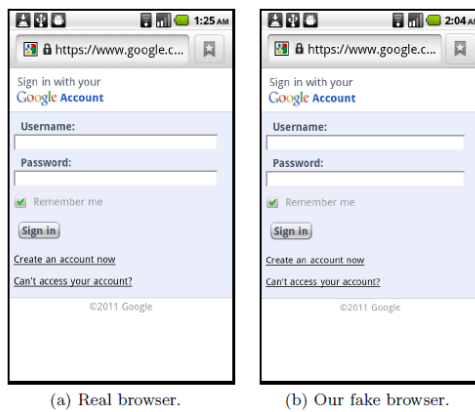 1:25 AM
https://www.google.c...
Sign in with your
Google Account
Username:
Password:
Remember me
Sign in
Create an account now
Can't access your account?
©2011 Google
(a) Real browser.
2:04 AM
https://www.google.c...
Sign in with your
Google Account
Username:
Password:
Remember me
Sign in
Create an account now
Can't access your account?
©2011 Google
(b) Our fake browser.